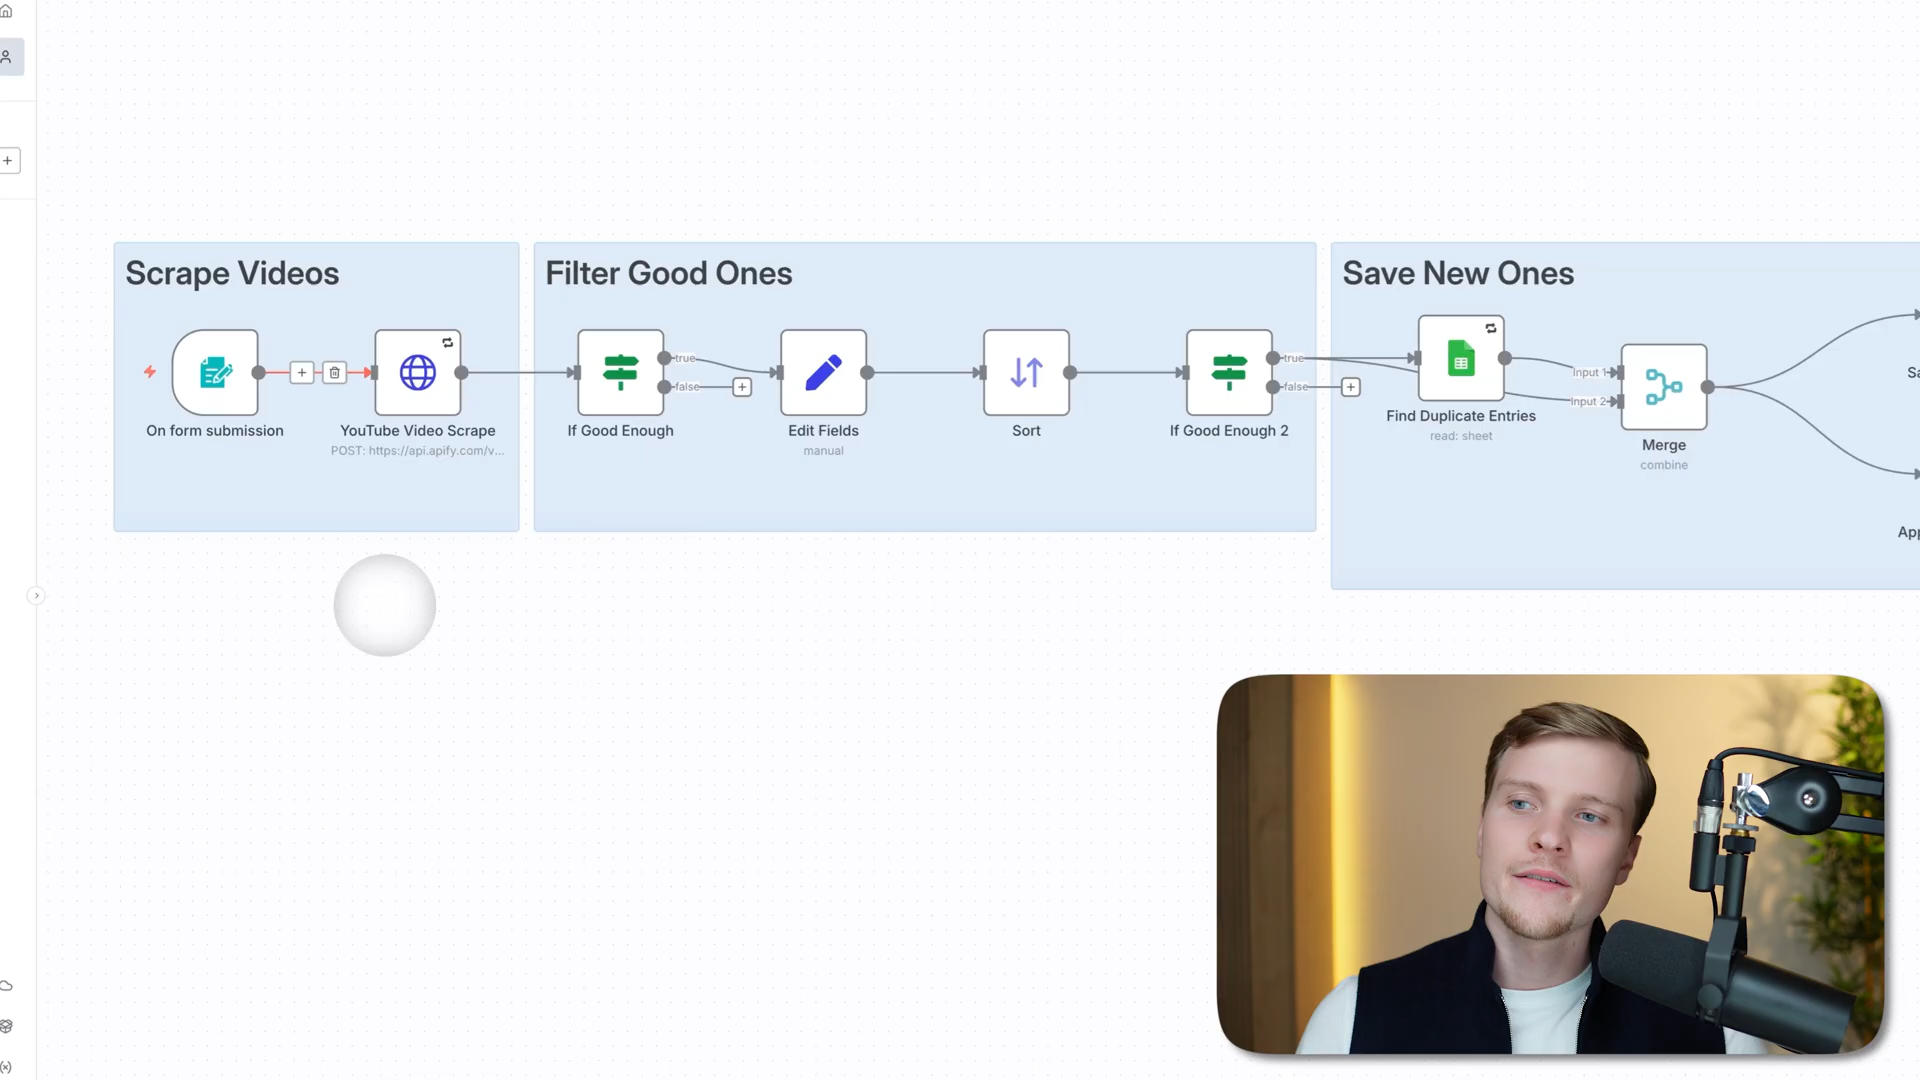 Scrape Videos
Filter Good Ones
Save New Ones
true
false
true
false
Input 1
Input 2
On form submission
YouTube Video Scrape
POST: https://api.apify.com/v...
If Good Enough
Edit Fields
manual
Sort
If Good Enough 2
Find Duplicate Entries
read: sheet
Merge
combine